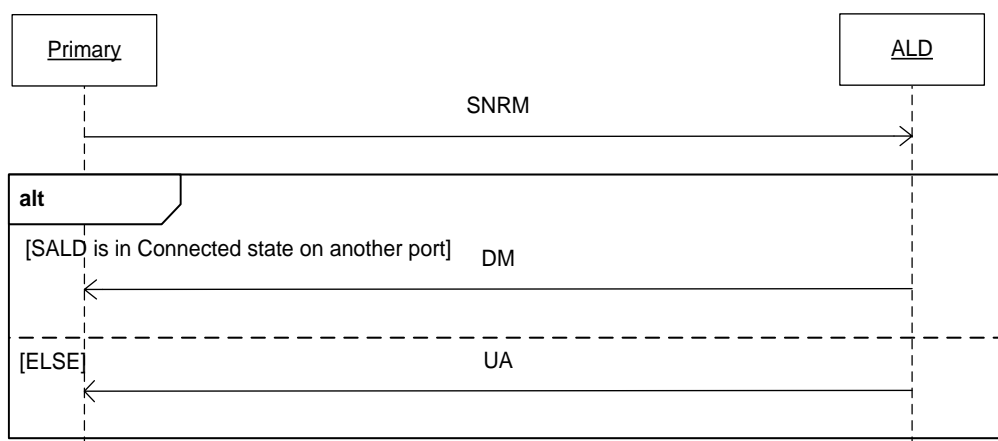 Primary
ALD
SNRM
alt
[SALD is in Connected state on another port]
DM
[ELSE]
UA